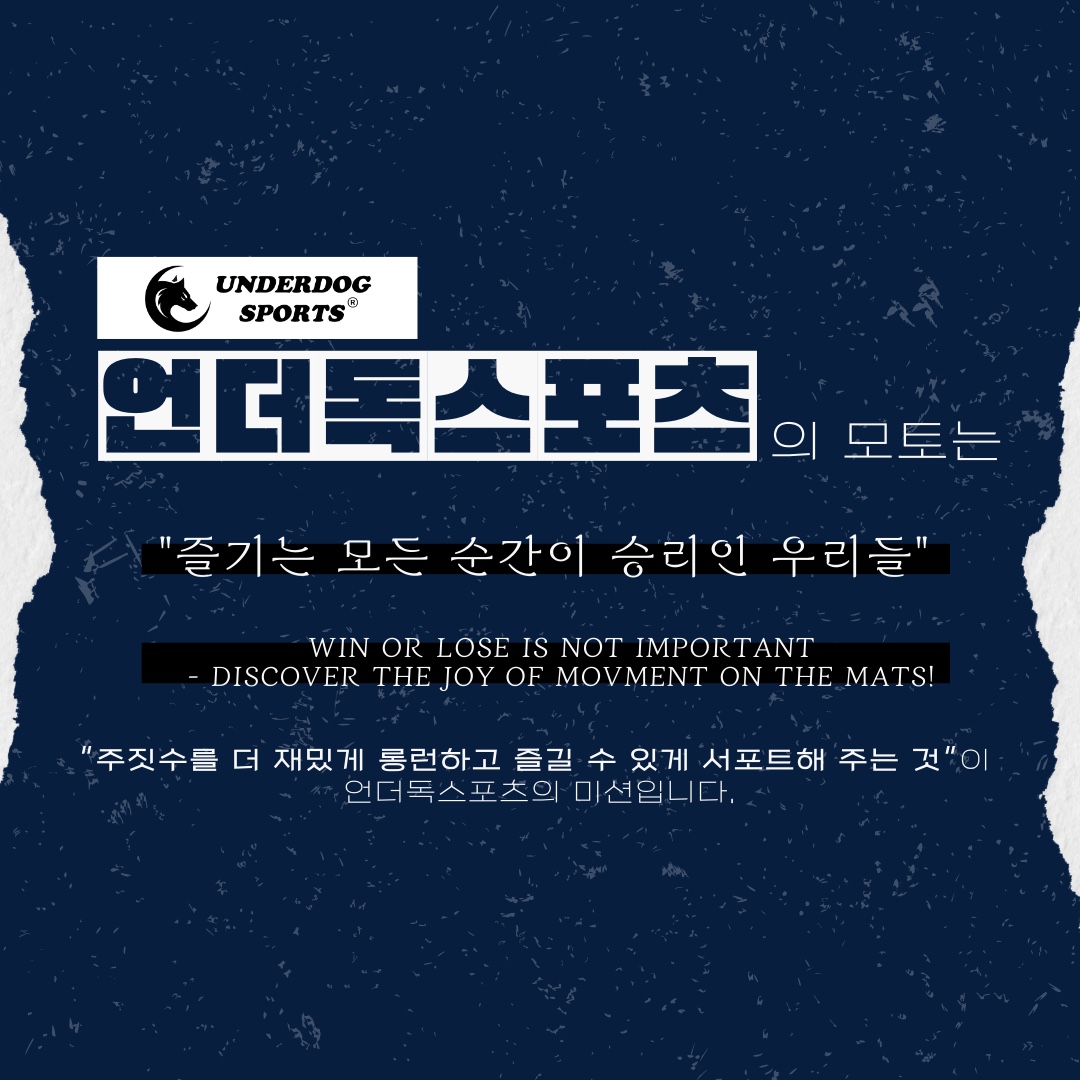 UNDERDOG
SPORTS®
언더독스포츠의 모토는
"즐기는 모든 순간이 승리인 우리들"
WIN OR LOSE IS NOT IMPORTANT
- DISCOVER THE JOY OF MOVMENT ON THE MATS!
"주짓수를 더 재밌게 롱런하고 즐길 수 있게 서포트해 주는 것"이
언더독스포츠의 미션입니다.